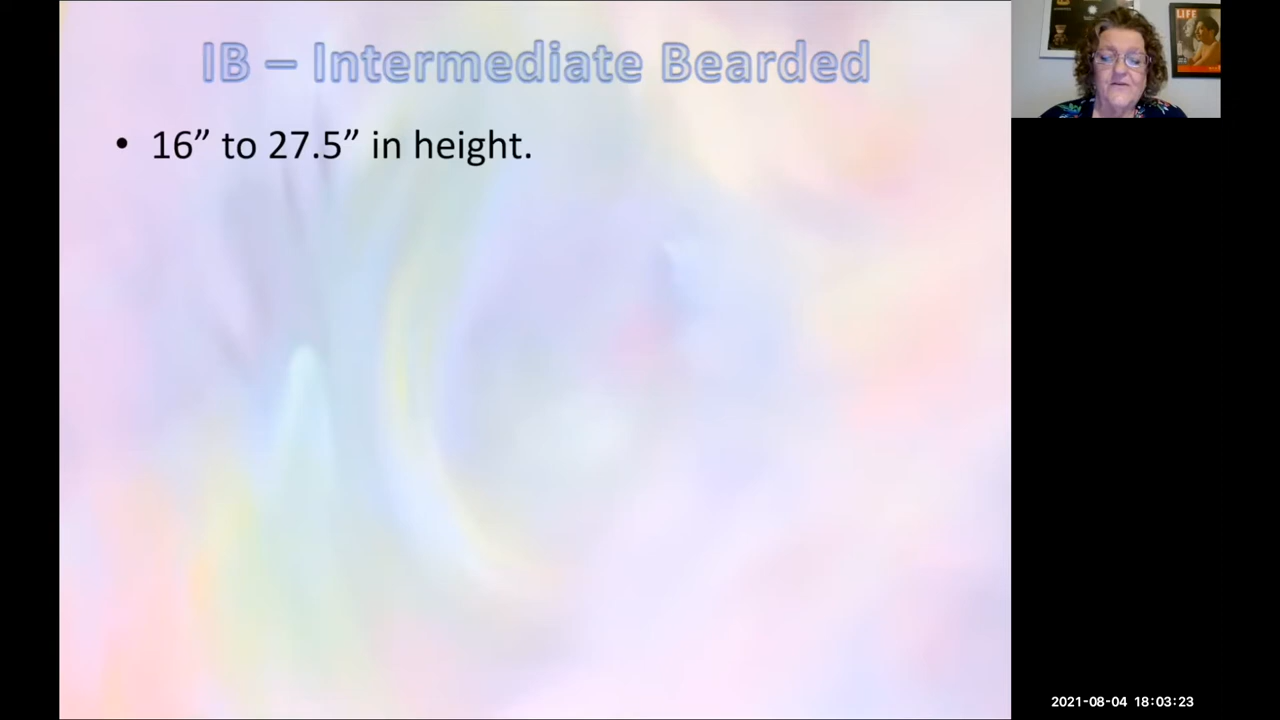 IB – Intermediate Bearded
• 16” to 27.5” in height.
LIFE
2021-08-04 18:03:23